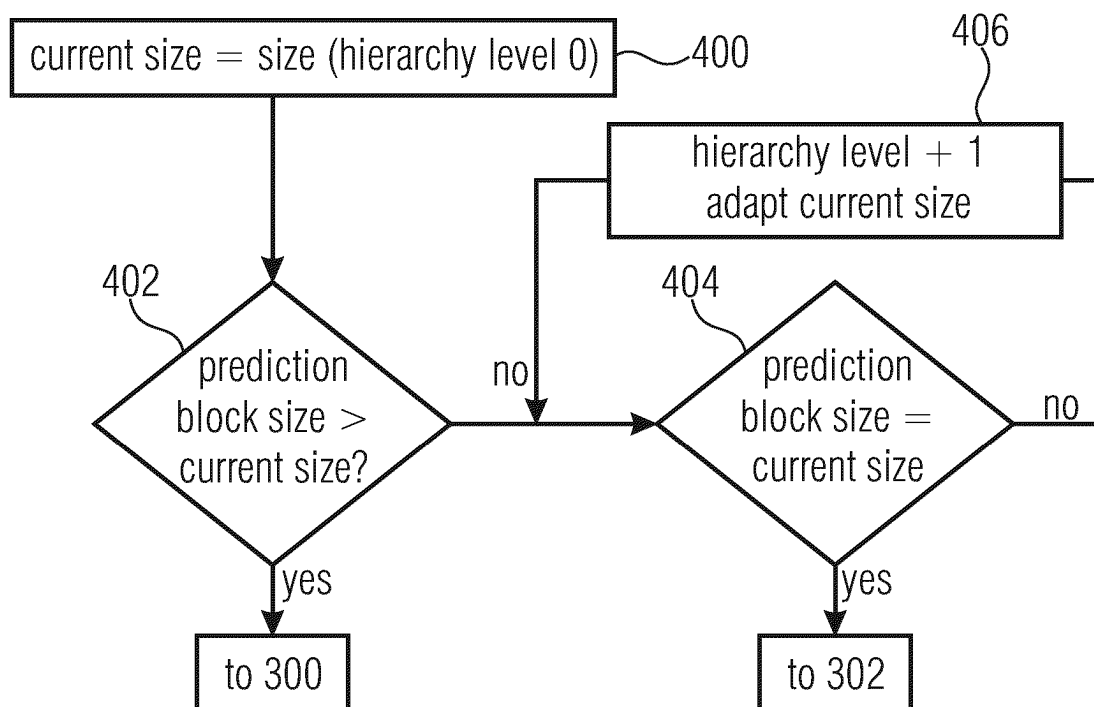 current size = size (hierarchy level 0)
400
406
hierarchy level + 1
adapt current size
402
prediction
block size >
current size?
no
404
prediction
block size =
current size
no
yes
yes
to 300
to 302